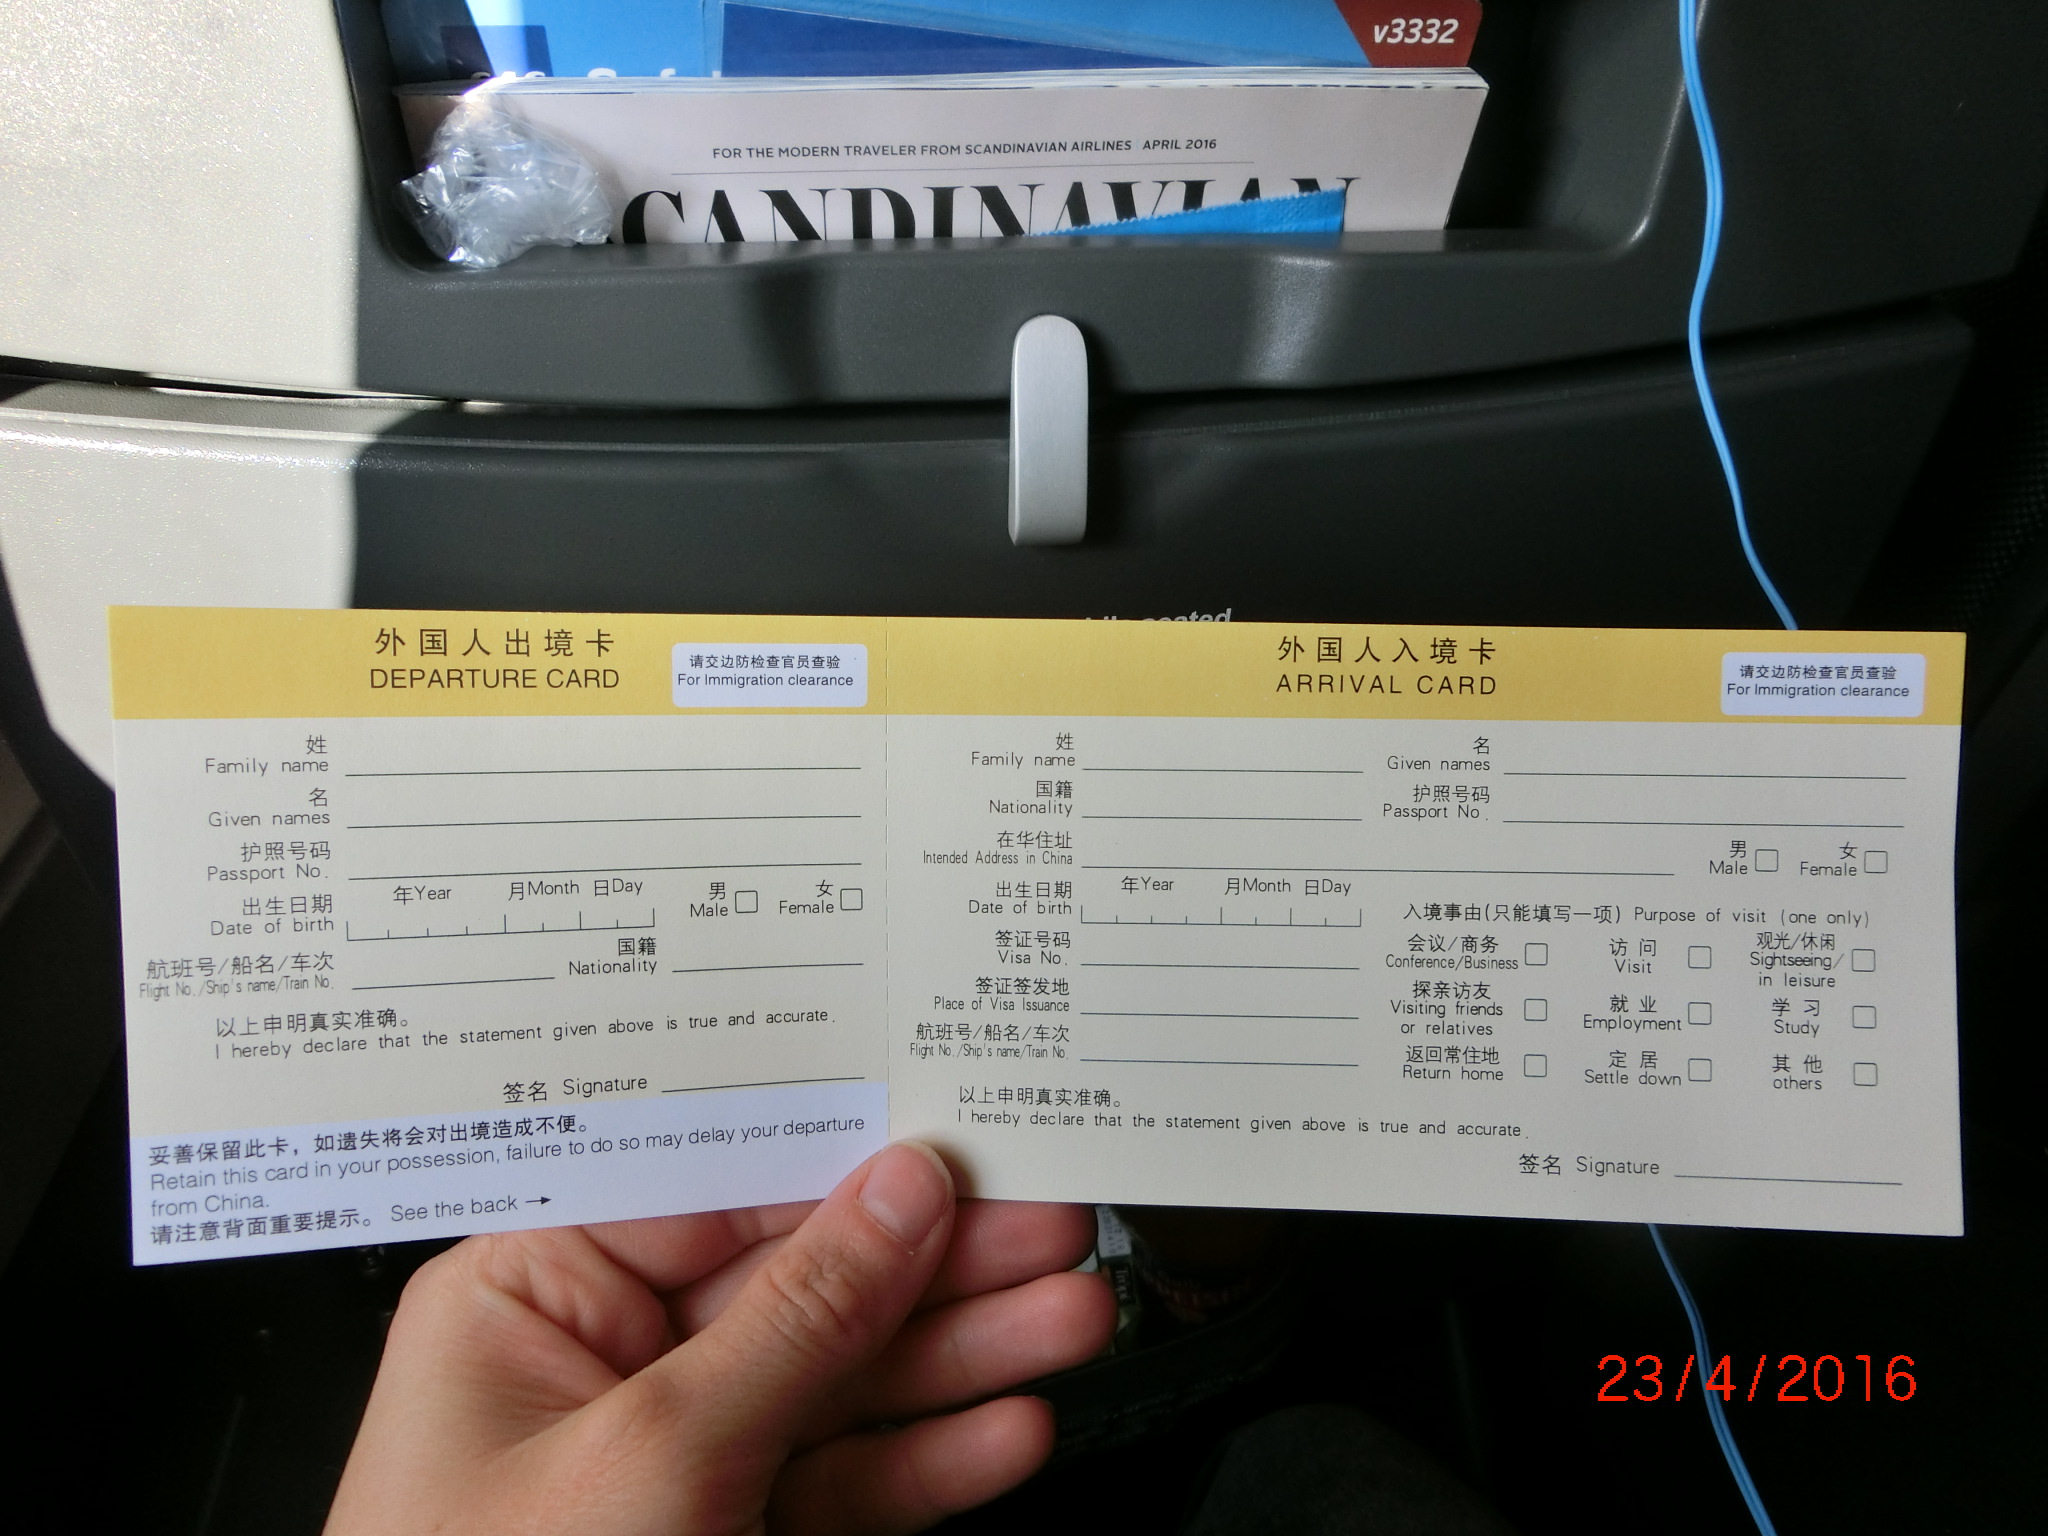 v3332
FOR THE MODERN TRAVELER FROM SCANDINAVIAN AIRLINES APRIL 2016
SCANDINAVIAN
seated
外国人出境卡
DEPARTURE CARD
请交边防检查官员查验
For Immigration clearance
姓
Family name
名
Given names
护照号码
Passport No.
出生日期 年Year 月Month 日Day 男 女
Date of birth Male Female
航班号/船名/车次 国籍
Flight No./Ship's name/Train No. Nationality
以上申明真实准确。
I hereby declare that the statement given above is true and accurate.
签名 Signature
妥善保留此卡，如遗失将会对出境造成不便。
Retain this card in your possession, failure to do so may delay your departure
from China.
请注意背面重要提示。 See the back →
外国人入境卡
ARRIVAL CARD
请交边防检查官员查验
For Immigration clearance
姓 名
Family name Given names
国籍 护照号码
Nationality Passport No.
在华住址 男 女
Intended Address in China Male Female
出生日期 年Year 月Month 日Day
Date of birth
签证号码
Visa No.
签证签发地
Place of Visa Issuance
航班号/船名/车次
Flight No./Ship's name/Train No.
入境事由(只能填写一项) Purpose of visit (one only)
会议/商务 访问 观光/休闲
Conference/Business Visit Sightseeing/
in leisure
探亲访友 就业 学习
Visiting friends Employment Study
or relatives
返回常住地 定居 其他
Return home Settle down others
以上申明真实准确。
I hereby declare that the statement given above is true and accurate.
签名 Signature
23/4/2016